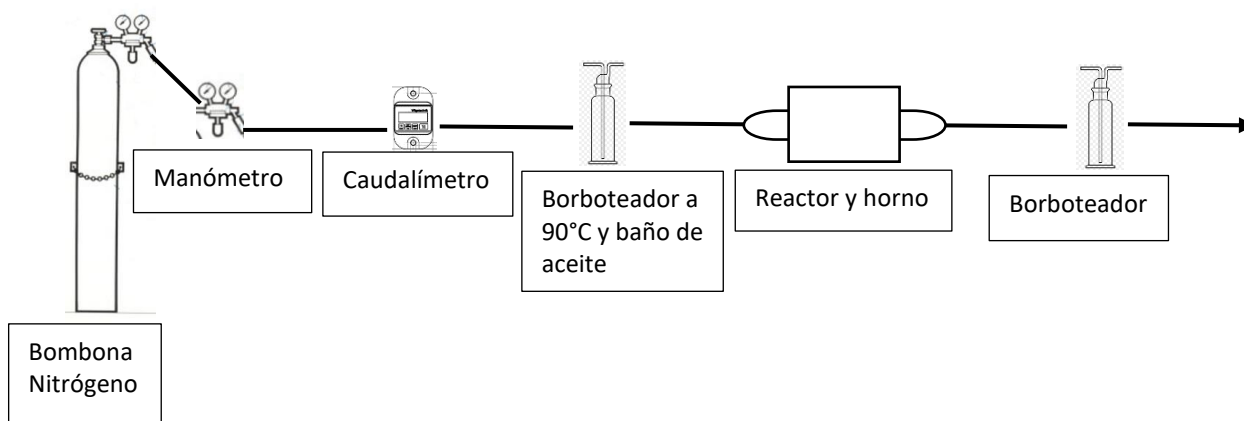 Manómetro
Caudalímetro
Borboteador a
90°C y baño de
aceite
Reactor y horno
Borboteador
Bombona
Nitrógeno